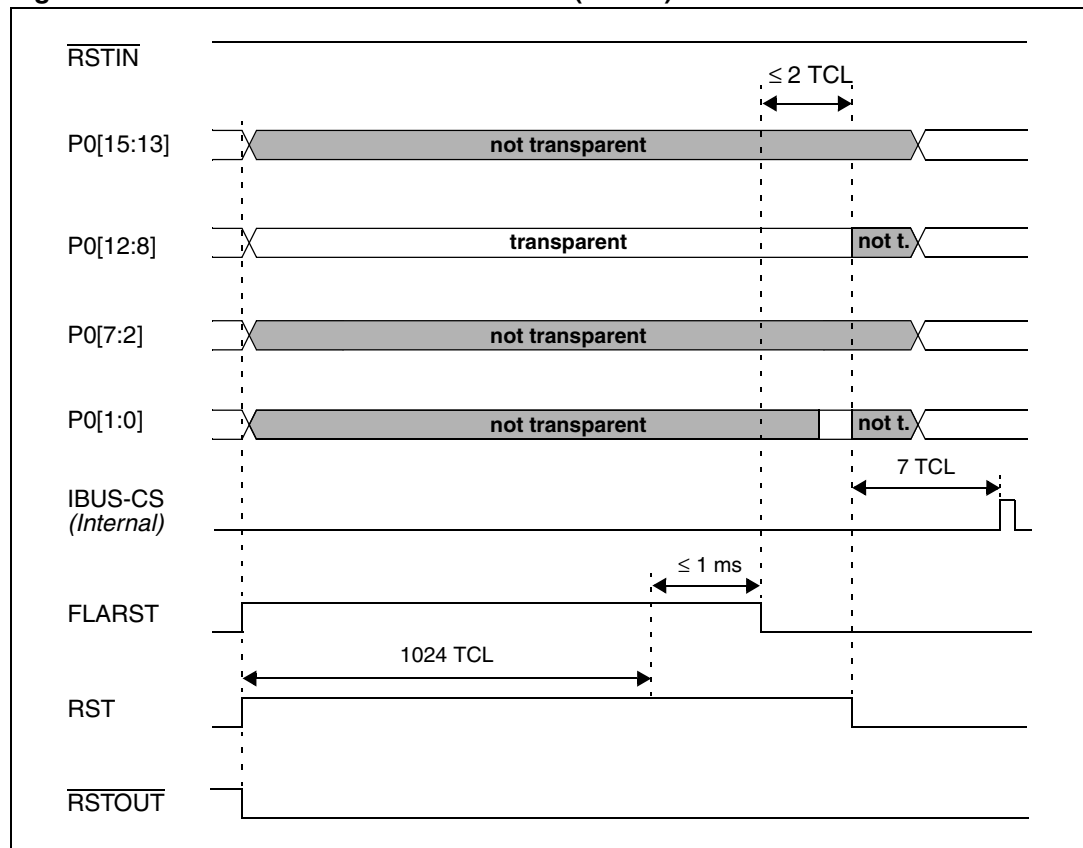 RSTIN
≤ 2 TCL
P0[15:13]
not transparent
P0[12:8]
transparent
not t.
P0[7:2]
not transparent
P0[1:0]
not transparent
not t.
7 TCL
IBUS-CS
(Internal)
≤ 1 ms
FLARST
1024 TCL
RST
RSTOUT